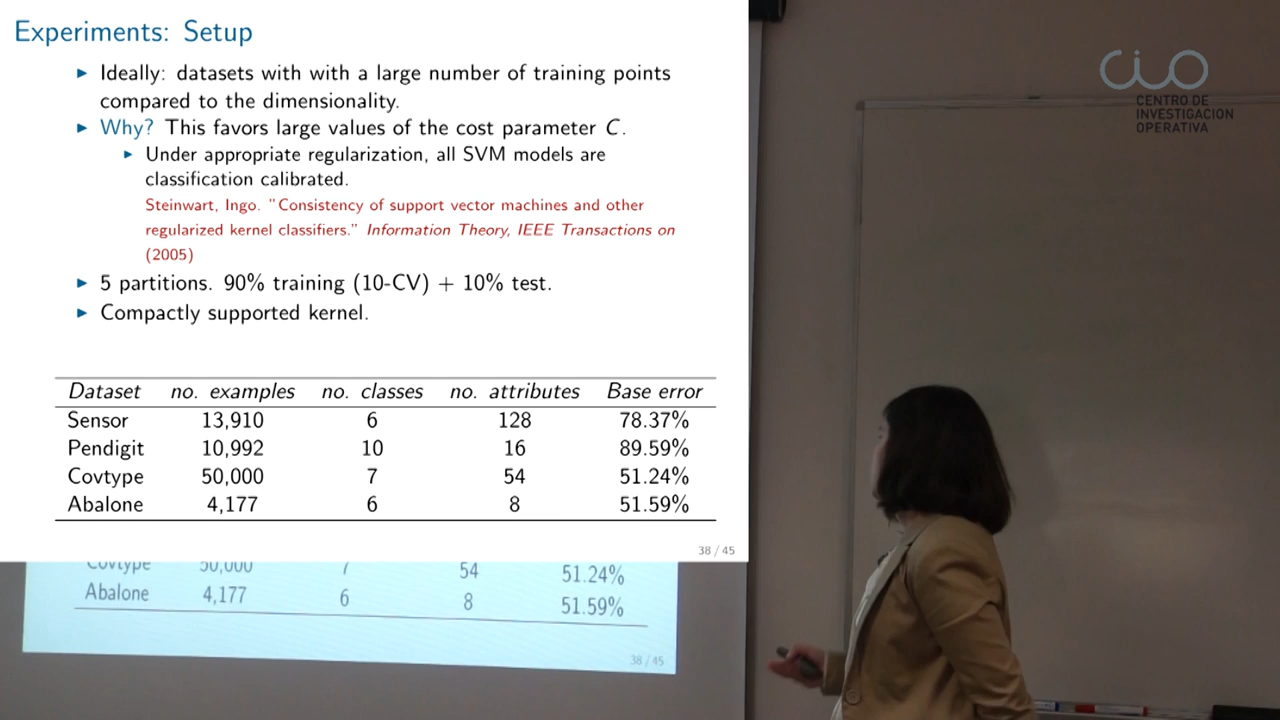 Experiments: Setup
Ideally: datasets with with a large number of training points
compared to the dimensionality.
Why? This favors large values of the cost parameter C.
Under appropriate regularization, all SVM models are
classification calibrated.
Steinwart, Ingo. "Consistency of support vector machines and other
regularized kernel classifiers." Information Theory, IEEE Transactions on
(2005)
5 partitions. 90% training (10-CV) + 10% test.
Compactly supported kernel.
Dataset no. examples no. classes no. attributes Base error
Sensor 13,910 6 128 78.37%
Pendigit 10,992 10 16 89.59%
Covtype 50,000 7 54 51.24%
Abalone 4,177 6 8 51.59%
38 / 45
Covtype 50,000 7 54 51.24%
Abalone 4,177 6 8 51.59%
38 / 45
CIO
CENTRO DE
INVESTIGACION
OPERATIVA